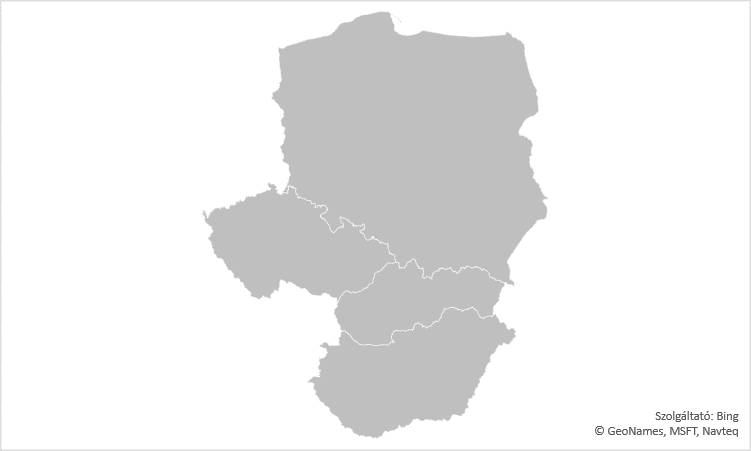 Szolgáltató: Bing
© GeoNames, MSFT, Navteq